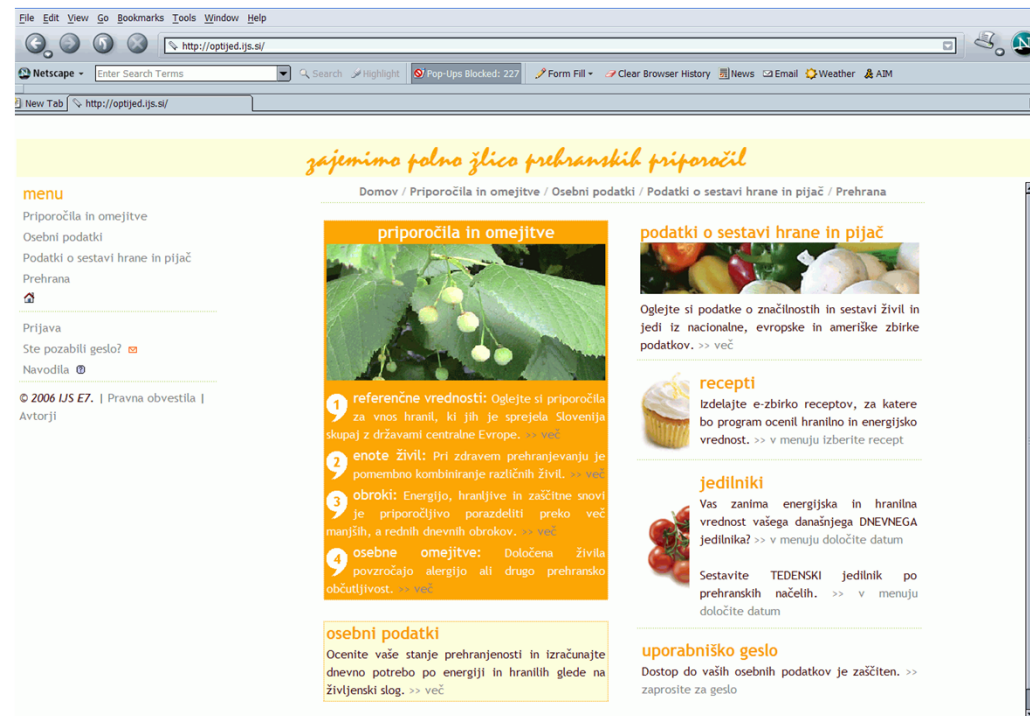 File Edit View Go Bookmarks Tools Window Help
http://optijed.ijs.si/
Netscape Enter Search Terms Search Highlight Pop-Ups Blocked: 227 Form Fill Clear Browser History News Email Weather AIM
New Tab http://optijed.ijs.si/
zajemimo polno žlico prehranskih priporočil
menu
Priporočila in omejitve
Osebni podatki
Podatki o sestavi hrane in pijač
Prehrana
Prijava
Ste pozabili geslo?
Navodila
© 2006 IJS E7. | Pravna obvestila |
Avtorji
Domov / Priporočila in omejitve / Osebni podatki / Podatki o sestavi hrane in pijač / Prehrana
priporočila in omejitve
1 referenčne vrednosti: Oglejte si priporočila
za vnos hranil, ki jih je sprejela Slovenija
skupaj z državami centralne Evrope. >> več
2 enote živil: Pri zdravem prehranjevanju je
pomembno kombiniranje različnih živil. >> več
3 obroki: Energijo, hranljive in zaščitne snovi
je priporočljivo porazdeliti preko več
manjših, a rednih dnevnih obrokov. >> več
4 osebne omejitve: Določena živila
povzročajo alergijo ali drugo prehransko
občutljivost. >> več
osebni podatki
Ocenite vaše stanje prehranjenosti in izračunajte
dnevno potrebo po energiji in hranilih glede na
življenski slog. >> več
podatki o sestavi hrane in pijač
Oglejte si podatke o značilnostih in sestavi živil in
jedi iz nacionalne, evropske in ameriške zbirke
podatkov. >> več
recepti
Izdelajte e-zbirko receptov, za katere
bo program ocenil hranilno in energijsko
vrednost. >> v menuju izberite recept
jedilniki
Vas zanima energijska in hranilna
vrednost vašega današnjega DNEVNEGA
jedilnika? >> v menuju določite datum
Sestavite TEDENSKI jedilnik po
prehranskih načelih. >> v menuju
določite datum
uporabniško geslo
Dostop do vaših osebnih podatkov je zaščiten. >>
zaprosite za geslo